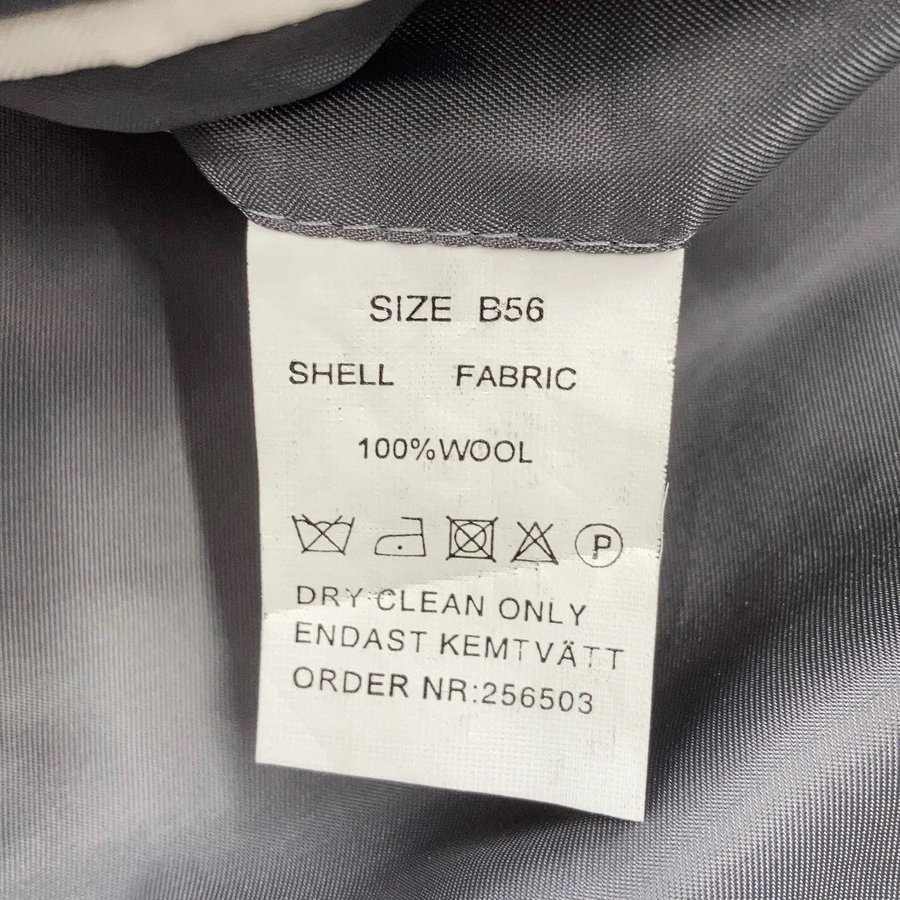 SIZE B56
SHELL FABRIC
100%WOOL
P
DRY CLEAN ONLY
ENDAST KEMTVÄTT
ORDER NR:256503